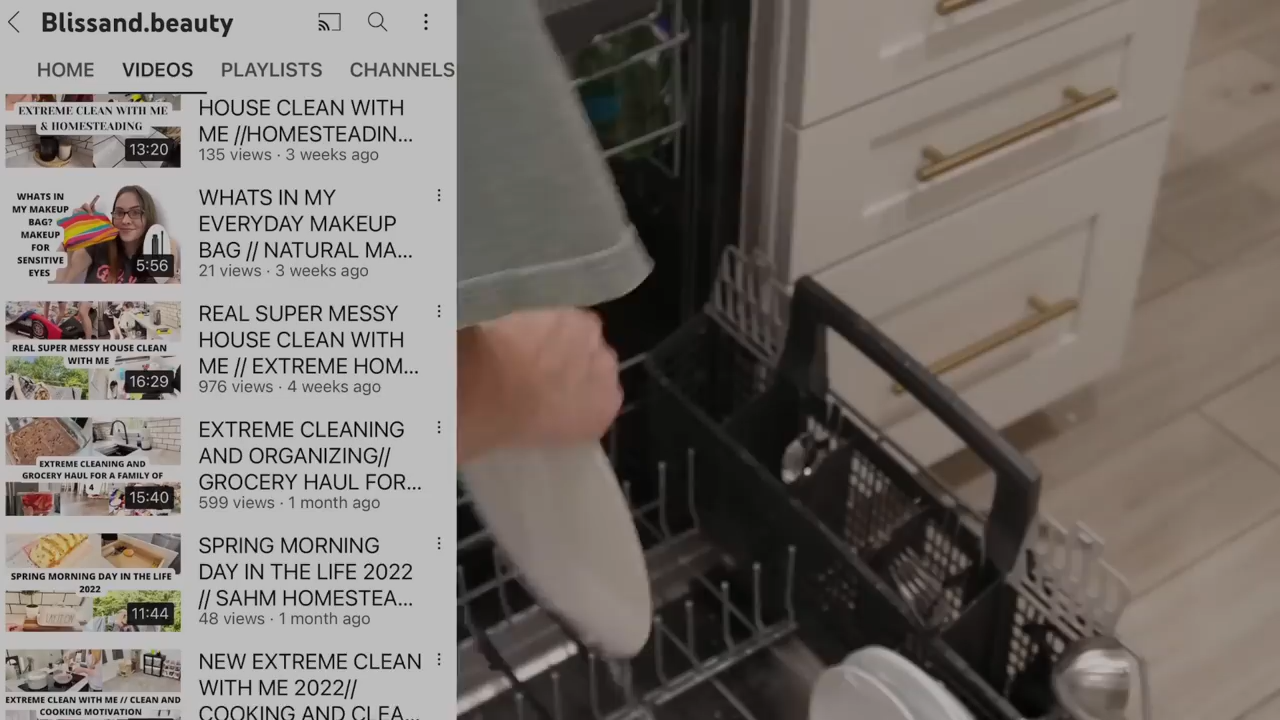 Blissand.beauty
HOME VIDEOS PLAYLISTS CHANNELS
EXTREME CLEAN WITH ME
& HOMESTEADING
13:20
HOUSE CLEAN WITH
ME //HOMESTEADIN...
135 views · 3 weeks ago
WHATS IN
MY MAKEUP
BAG?
MAKEUP
FOR
SENSITIVE
EYES
5:56
WHATS IN MY
EVERYDAY MAKEUP
BAG // NATURAL MA...
21 views · 3 weeks ago
REAL SUPER MESSY HOUSE CLEAN
WITH ME
16:29
REAL SUPER MESSY
HOUSE CLEAN WITH
ME // EXTREME HOM...
976 views · 4 weeks ago
EXTREME CLEANING AND
GROCERY HAUL FOR A FAMILY OF
4
15:40
EXTREME CLEANING
AND ORGANIZING//
GROCERY HAUL FOR...
599 views · 1 month ago
SPRING MORNING DAY IN THE LIFE
2022
11:44
SPRING MORNING
DAY IN THE LIFE 2022
// SAHM HOMESTEA...
48 views · 1 month ago
EXTREME CLEAN WITH ME // CLEAN AND
COOKING MOTIVATION
NEW EXTREME CLEAN
WITH ME 2022//
COOKING AND CLEA...